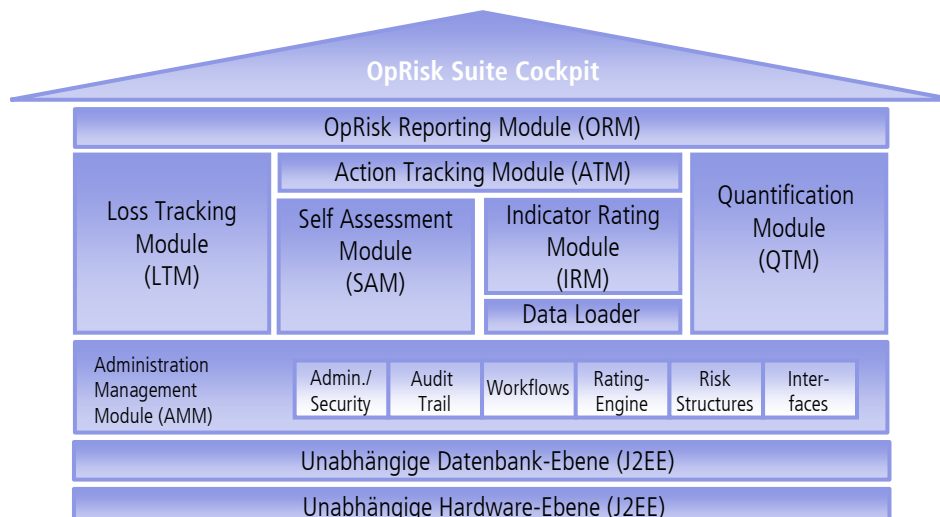 OpRisk Suite Cockpit
OpRisk Reporting Module (ORM)
Loss Tracking
Module
(LTM)
Action Tracking Module (ATM)
Self Assessment
Module
(SAM)
Indicator Rating
Module
(IRM)
Data Loader
Quantification
Module
(QTM)
Administration
Management
Module (AMM)
Admin./
Security
Audit
Trail
Workflows
Rating-
Engine
Risk
Structures
Inter-
faces
Unabhängige Datenbank-Ebene (J2EE)
Unabhängige Hardware-Ebene (J2EE)